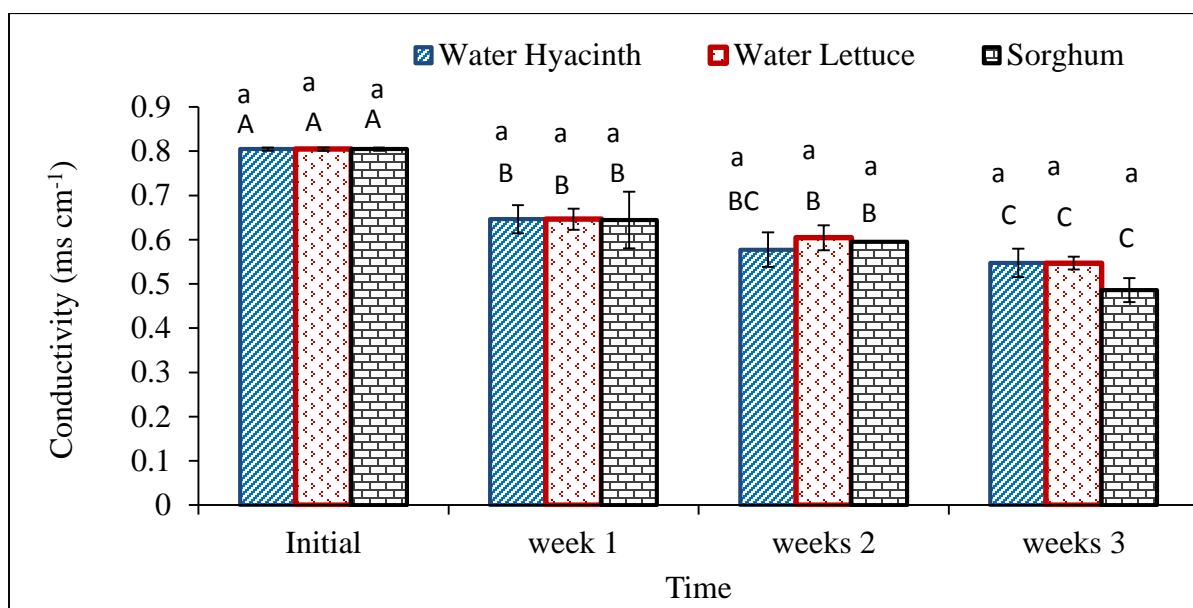 Water Hyacinth Water Lettuce Sorghum
a a a
A A A
a a a
B B B
a a a
BC B B
a a a
C C C
0.9
0.8
0.7
0.6
0.5
0.4
0.3
0.2
0.1
0
Conductivity (ms cm⁻¹)
Initial week 1 weeks 2 weeks 3
Time